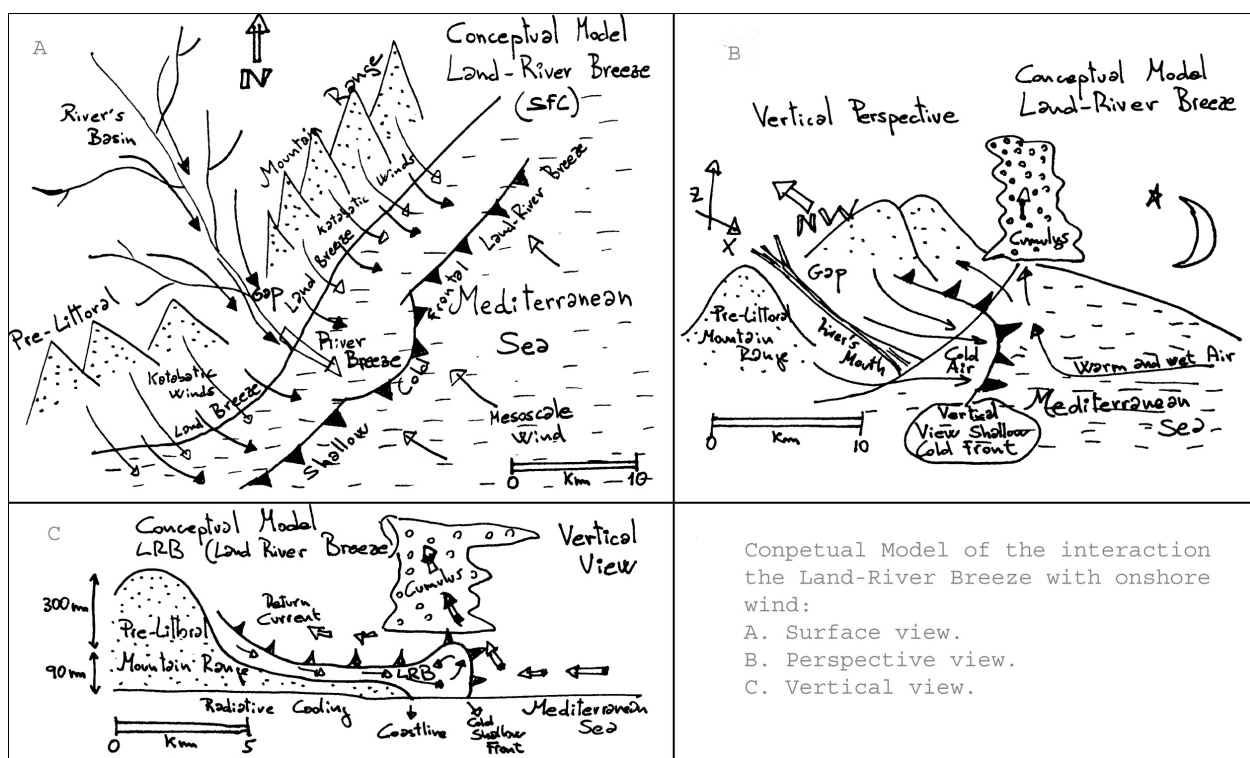 A
N
Conceptual Model
Land-River Breeze
(SFC)
River's
Basin
Mountain Range
Katabatic Winds
Land Breeze
Gap
Pre-Littoral
River
Breeze
Katabatic
Winds
Land Breeze
Shallow Cold Frontal Land-River Breeze
Mediterranean
Sea
Mesoscale
Wind
0 Km 10
B
Conceptual Model
Land-River Breeze
Vertical Perspective
Z
X
NW
Cumulus
Gap
Pre-Littoral
Mountain
Range
River's
Mouth
Cold
Air
Warm and wet Air
Mediterranean
Sea
Vertical
View Shallow
Cold Front
0 Km 10
C
Conceptual Model
LRB (Land River Breeze)
Vertical
View
Cumulus
Return
Current
300 m
90 m
Pre-Littoral
Mountain Range
LRB
Radiative Cooling
Coastline
Cold
Shallow
Front
Mediterranean
Sea
0 Km 5
Conpetual Model of the interaction
the Land-River Breeze with onshore
wind:
A. Surface view.
B. Perspective view.
C. Vertical view.